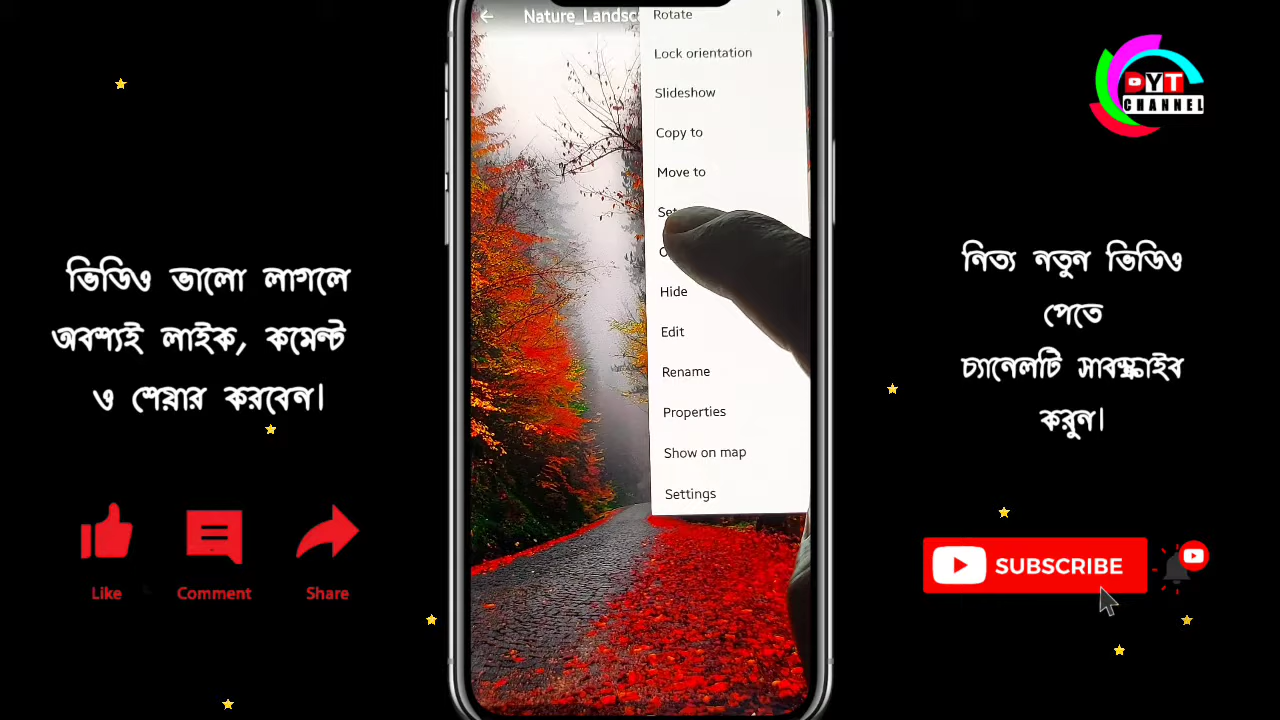 Nature_Landsc
Rotate
Lock orientation
Slideshow
Copy to
Move to
Hide
Edit
Rename
Properties
Show on map
Settings
DYT
CHANNEL
ভিডিও ভালো লাগলে
অবশ্যই লাইক, কমেন্ট
ও শেয়ার করবেন।
Like
Comment
Share
নিত্য নতুন ভিডিও
পেতে
চ্যানেলটি সাবস্ক্রাইব
করুন।
SUBSCRIBE